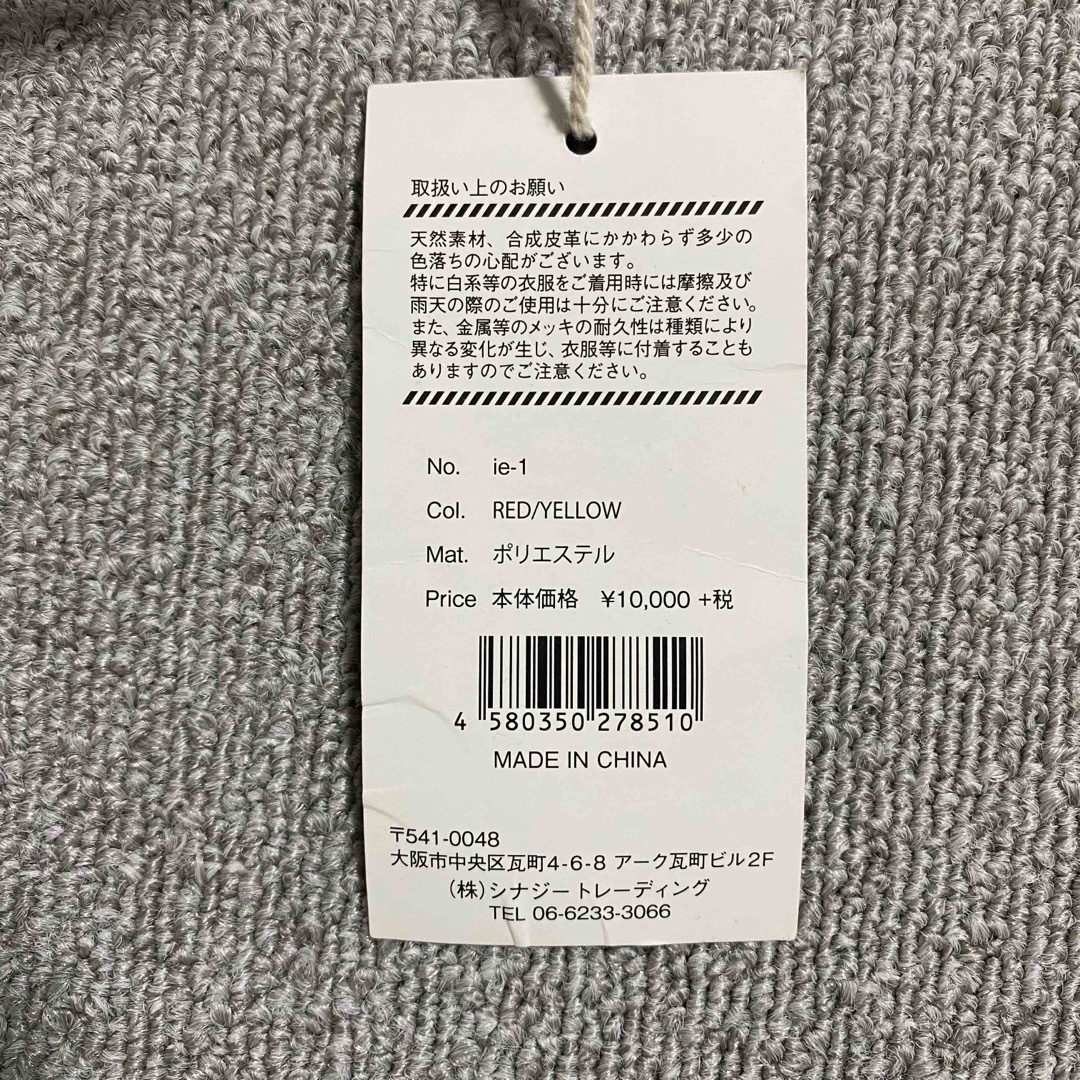 取扱い上のお願い
天然素材、合成皮革にかかわらず多少の
色落ちの心配がございます。
特に白系等の衣服をご着用時には摩擦及び
雨天の際のご使用は十分にご注意ください。
また、金属等のメッキの耐久性は種類により
異なる変化が生じ、衣服等に付着することも
ありますのでご注意ください。
No. ie-1
Col. RED/YELLOW
Mat. ポリエステル
Price 本体価格 ¥10,000 +税
4 580350 278510
MADE IN CHINA
〒541-0048
大阪市中央区瓦町4-6-8 アーク瓦町ビル2F
(株)シナジートレーディング
TEL 06-6233-3066